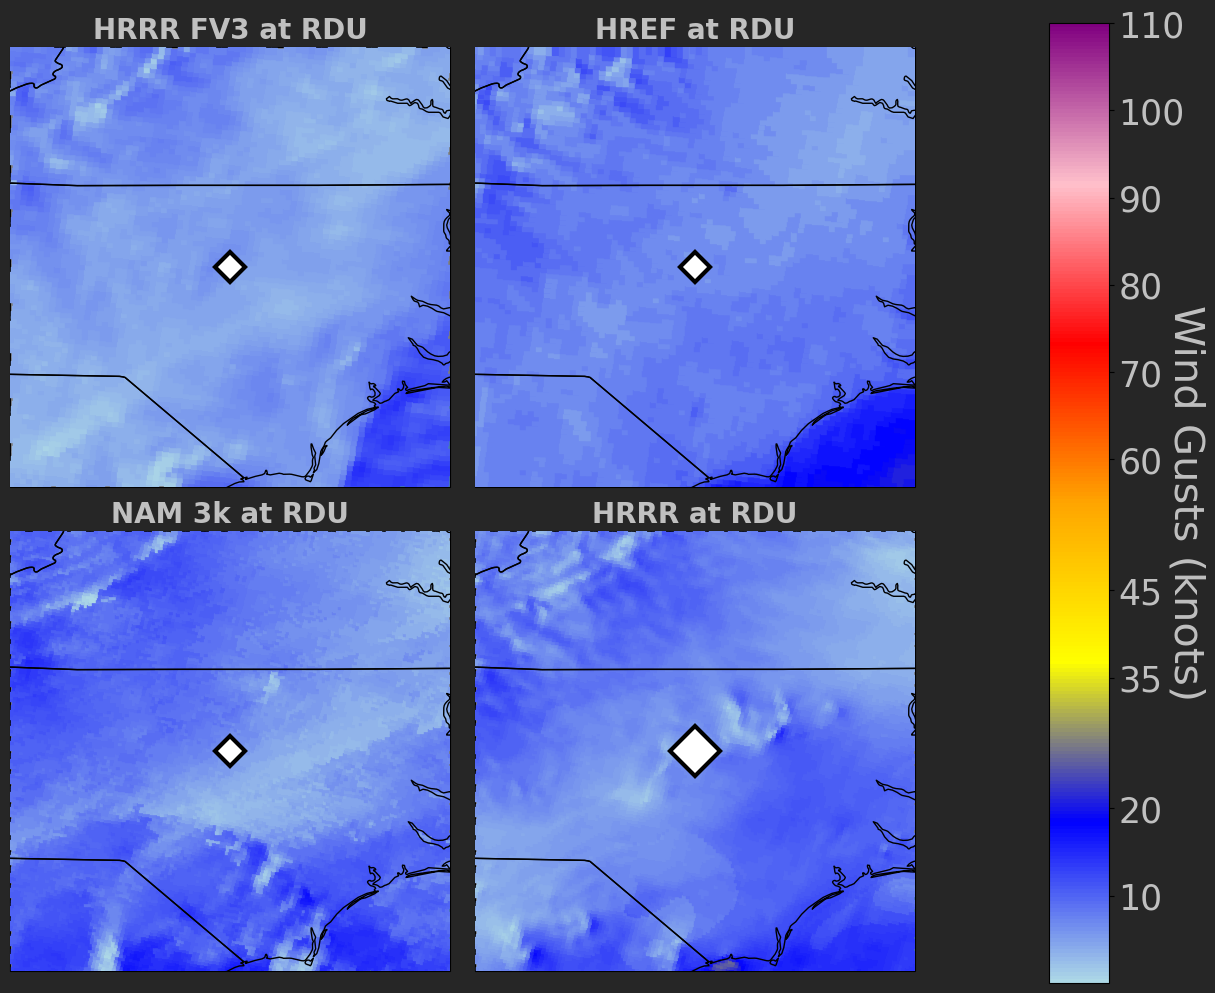 HRRR FV3 at RDU
HREF at RDU
NAM 3k at RDU
HRRR at RDU
110
100
90
80
70
60
45
35
20
10
Wind Gusts (knots)